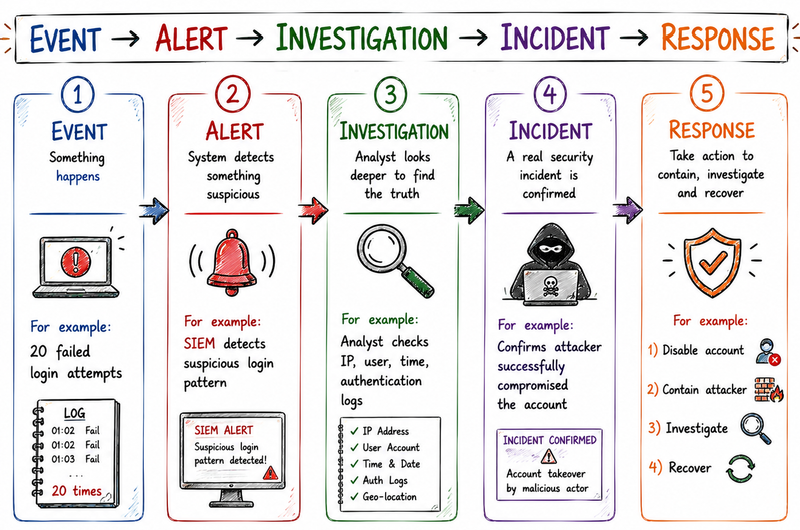 EVENT → ALERT → INVESTIGATION → INCIDENT → RESPONSE
1
EVENT
Something
happens
For example:
20 failed
login attempts
LOG
01:02 Fail
01:02 Fail
01:03 Fail
...
20 times
2
ALERT
System detects
something
suspicious
For example:
SIEM detects
suspicious login
pattern
SIEM ALERT
Suspicious login
pattern detected!
3
INVESTIGATION
Analyst looks
deeper to find
the truth
For example:
Analyst checks
IP, user, time,
authentication
logs
✓ IP Address
✓ User Account
✓ Time & Date
✓ Auth Logs
✓ Geo-location
4
INCIDENT
A real security
incident is
confirmed
For example:
Confirms attacker
successfully
compromised
the account
INCIDENT CONFIRMED
Account takeover
by malicious actor
5
RESPONSE
Take action to
contain, investigate
and recover
For example:
1) Disable account
2) Contain attacker
3) Investigate
4) Recover